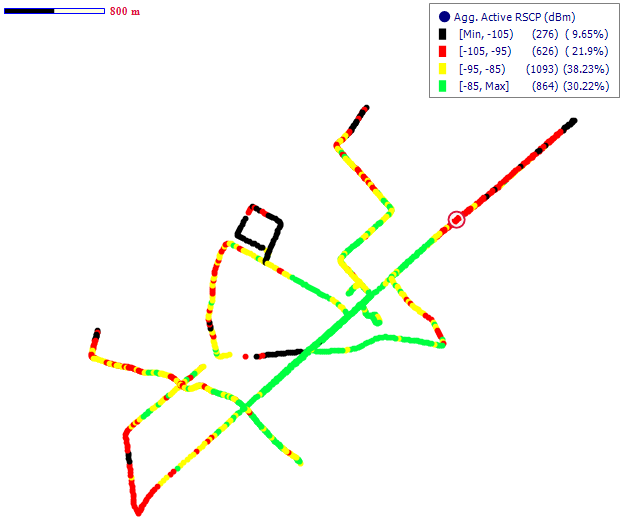 800 m
Agg. Active RSCP (dBm)
[Min, -105) (276) ( 9.65%)
[-105, -95) (626) ( 21.9%)
[-95, -85) (1093) (38.23%)
[-85, Max] (864) (30.22%)